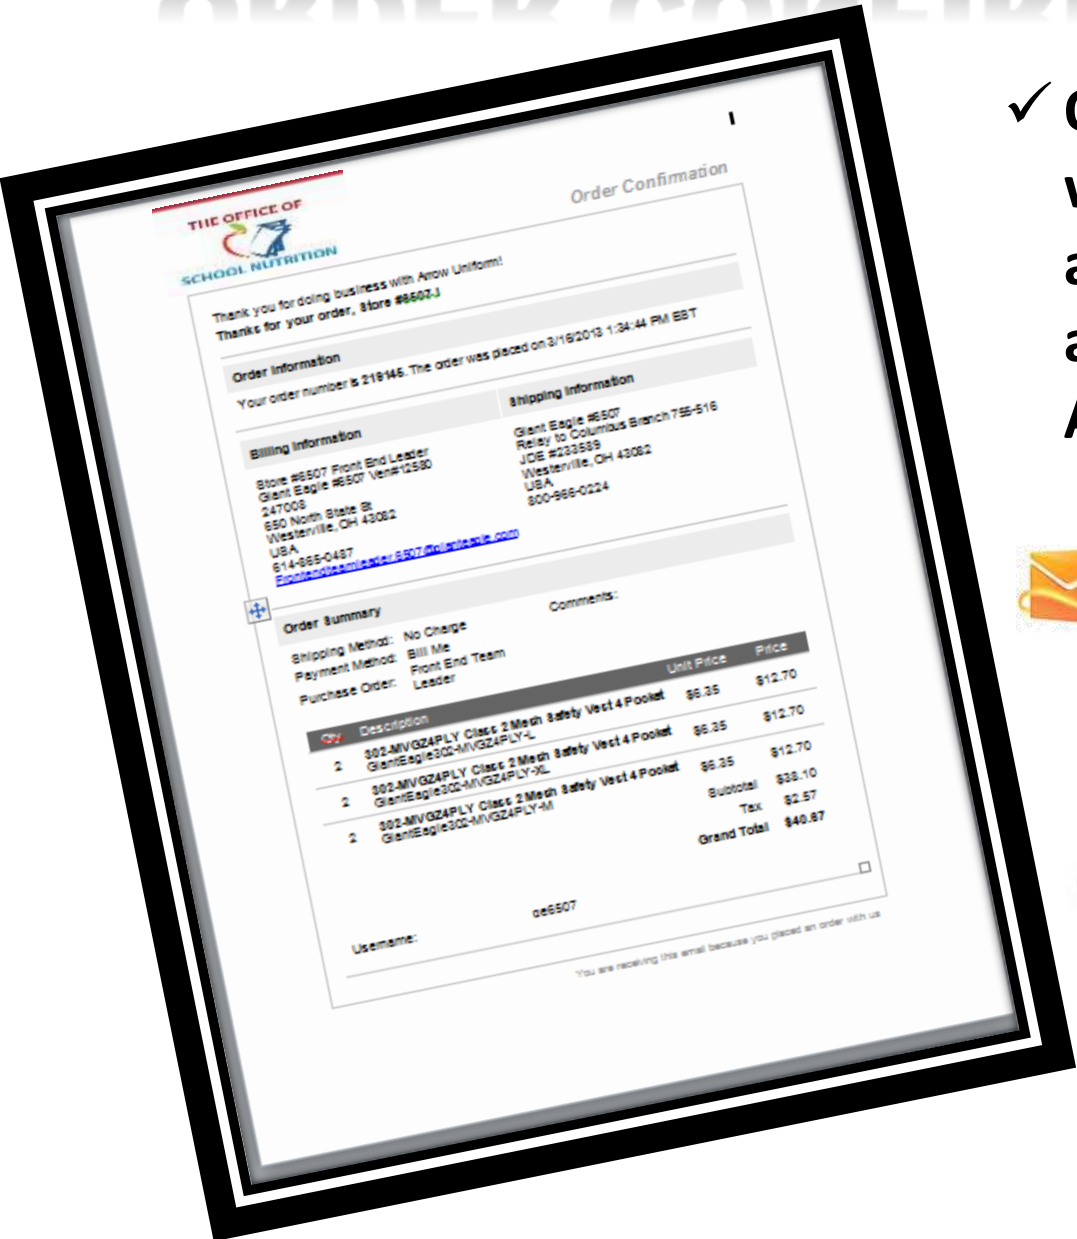 THE OFFICE OF
SCHOOL NUTRITION
Order Confirmation
Thank you for doing business with Arrow Uniform!
Thanks for your order, Store #6507-!
Order Information
Your order number is 219145. The order was placed on 3/16/2013 1:34:44 PM EST
Billing Information
Shipping Information
Store #6507 Front End Leader
Giant Eagle #6507 Ven#12580
247003
650 North State St
Westerville, OH 43082
USA
614-865-0487
Giant Eagle #6507
Relay to Columbus Branch 755-516
JDE #233589
Westerville, OH 43082
USA
800-966-0224
Order Summary
Shipping Method: No Charge
Comments:
Payment Method: Bill Me
Purchase Order: Front End Team
Leader
Qty Description Unit Price Price
2 302-MVGZ4PLY Class 2 Mesh Safety Vest 4 Pocket $6.35 $12.70
GiantEagle302-MVGZ4PLY-L
2 302-MVGZ4PLY Class 2 Mesh Safety Vest 4 Pocket $6.35 $12.70
GiantEagle302-MVGZ4PLY-XL
2 302-MVGZ4PLY Class 2 Mesh Safety Vest 4 Pocket $6.35 $12.70
GiantEagle302-MVGZ4PLY-M
Subtotal $38.10
Tax $2.57
Grand Total $40.67
Username: ge6507
You are receiving this email because you placed an order with us